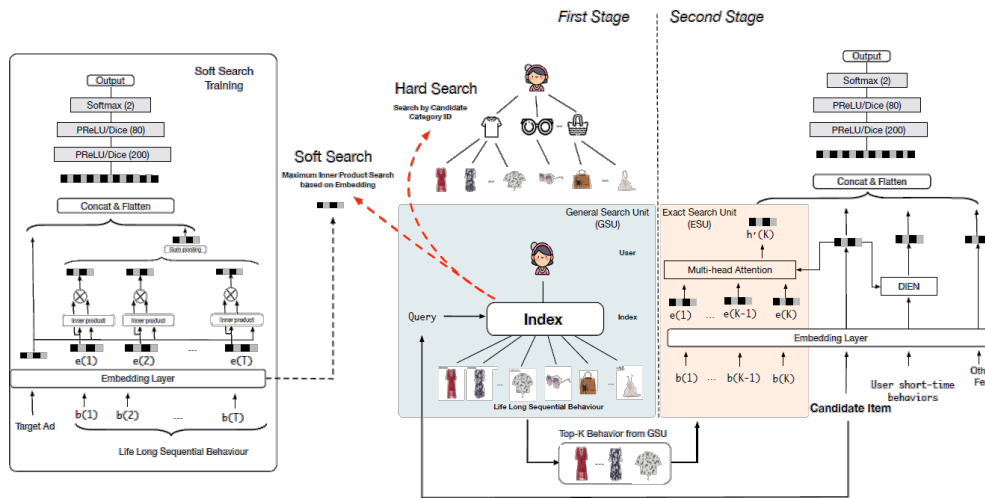 First Stage
Second Stage
Soft Search
Training
Output
Softmax (2)
PReLU/Dice (80)
PReLU/Dice (200)
Concat & Flatten
Sum pooling
Inner product
Inner product
Inner product
e(1)
e(2)
...
e(T)
Embedding Layer
b(1)
b(2)
...
b(T)
Target Ad
Life Long Sequential Behaviour
Hard Search
Search by Candidate
Category ID
Soft Search
Maximum Inner Product Search
based on Embedding
...
...
...
General Search Unit
(GSU)
User
Query
Index
Index
...
...
Life Long Sequential Behaviour
Top-K Behavior from GSU
...
Exact Search Unit
(ESU)
h'(K)
Multi-head Attention
e(1)
...
e(K-1)
e(K)
b(1)
...
b(K-1)
b(K)
Output
Softmax (2)
PReLU/Dice (80)
PReLU/Dice (200)
Concat & Flatten
DIEN
Embedding Layer
User short-time
behaviors
Candidate Item